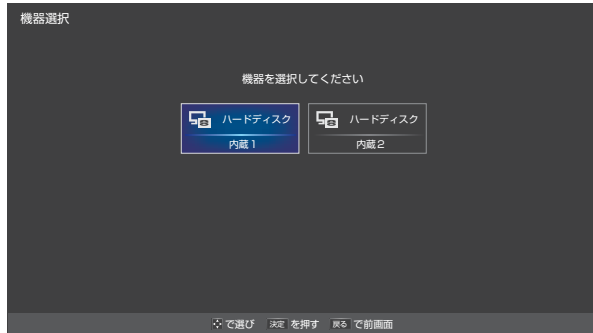 機器選択
機器を選択してください
ハードディスク
内蔵1
ハードディスク
内蔵2
で選び 決定 を押す 戻る で前画面